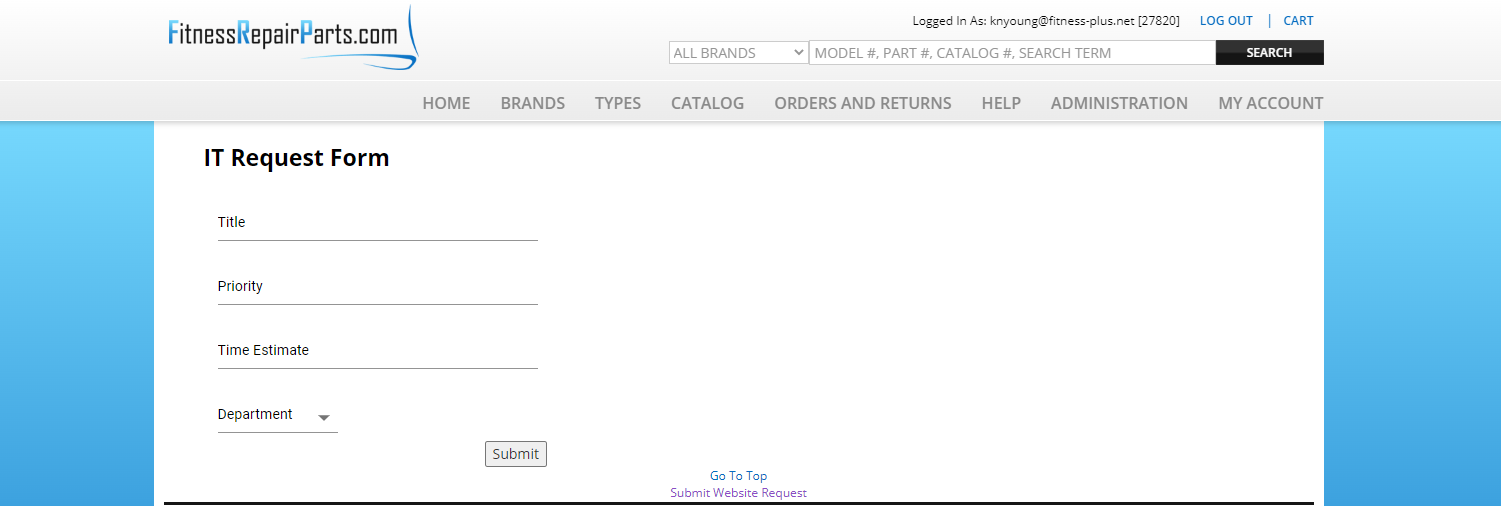 FitnessRepairParts.com
Logged In As: knyoung@fitness-plus.net [27820] LOG OUT | CART
ALL BRANDS MODEL #, PART #, CATALOG #, SEARCH TERM SEARCH
HOME BRANDS TYPES CATALOG ORDERS AND RETURNS HELP ADMINISTRATION MY ACCOUNT
IT Request Form
Title
Priority
Time Estimate
Department
Submit
Go To Top
Submit Website Request